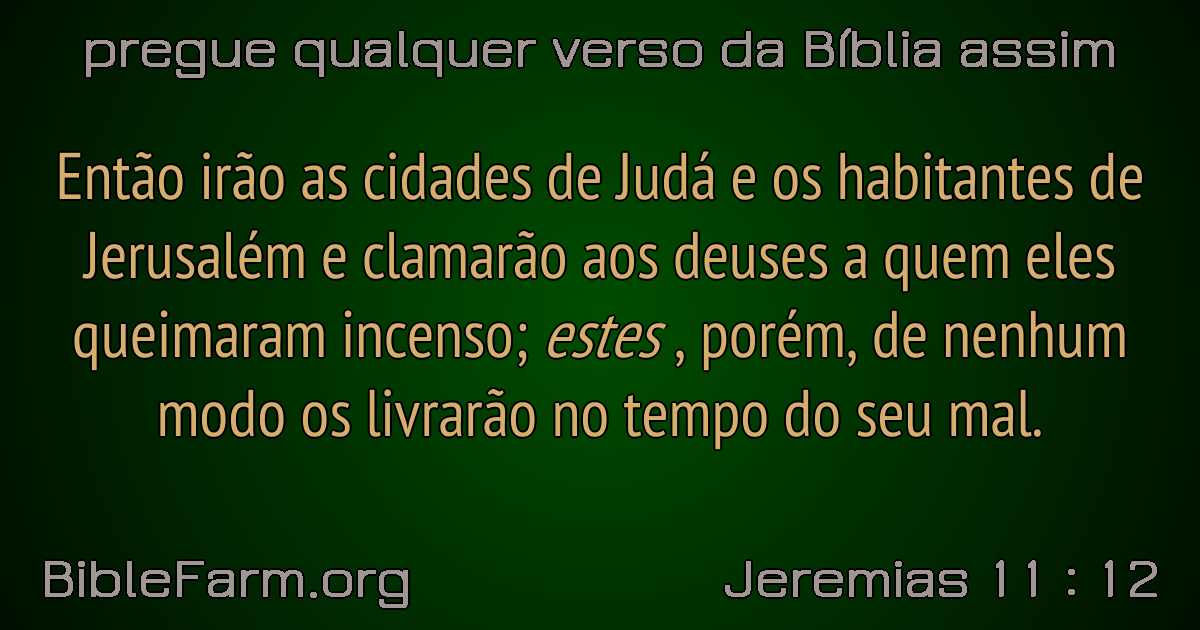 pregue qualquer verso da Bíblia assim
Então irão as cidades de Judá e os habitantes de
Jerusalém e clamarão aos deuses a quem eles
queimaram incenso; estes , porém, de nenhum
modo os livrarão no tempo do seu mal.
BibleFarm.org
Jeremias 11 : 12